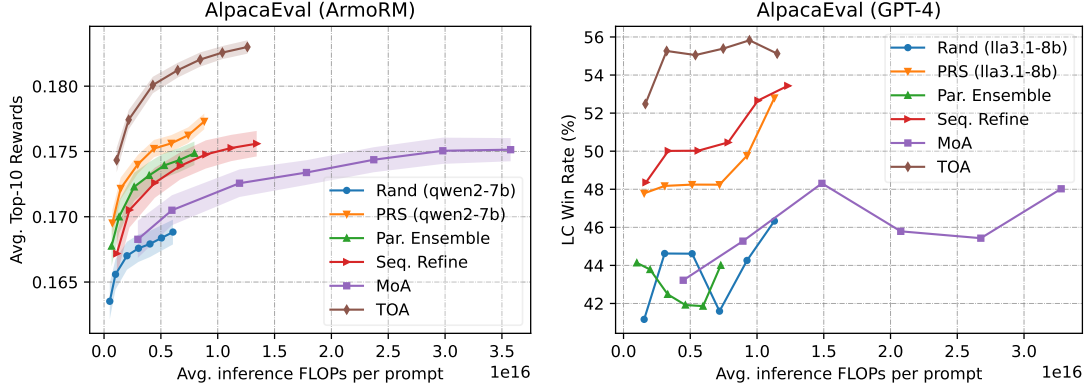 AlpacaEval (ArmoRM)
Avg. Top-10 Rewards
0.180
0.175
0.170
0.165
Rand (qwen2-7b)
PRS (qwen2-7b)
Par. Ensemble
Seq. Refine
MoA
TOA
0.0 0.5 1.0 1.5 2.0 2.5 3.0 3.5
1e16
Avg. inference FLOPs per prompt
AlpacaEval (GPT-4)
LC Win Rate (%)
56
54
52
50
48
46
44
42
Rand (lla3.1-8b)
PRS (lla3.1-8b)
Par. Ensemble
Seq. Refine
MoA
TOA
0.0 0.5 1.0 1.5 2.0 2.5 3.0
1e16
Avg. inference FLOPs per prompt